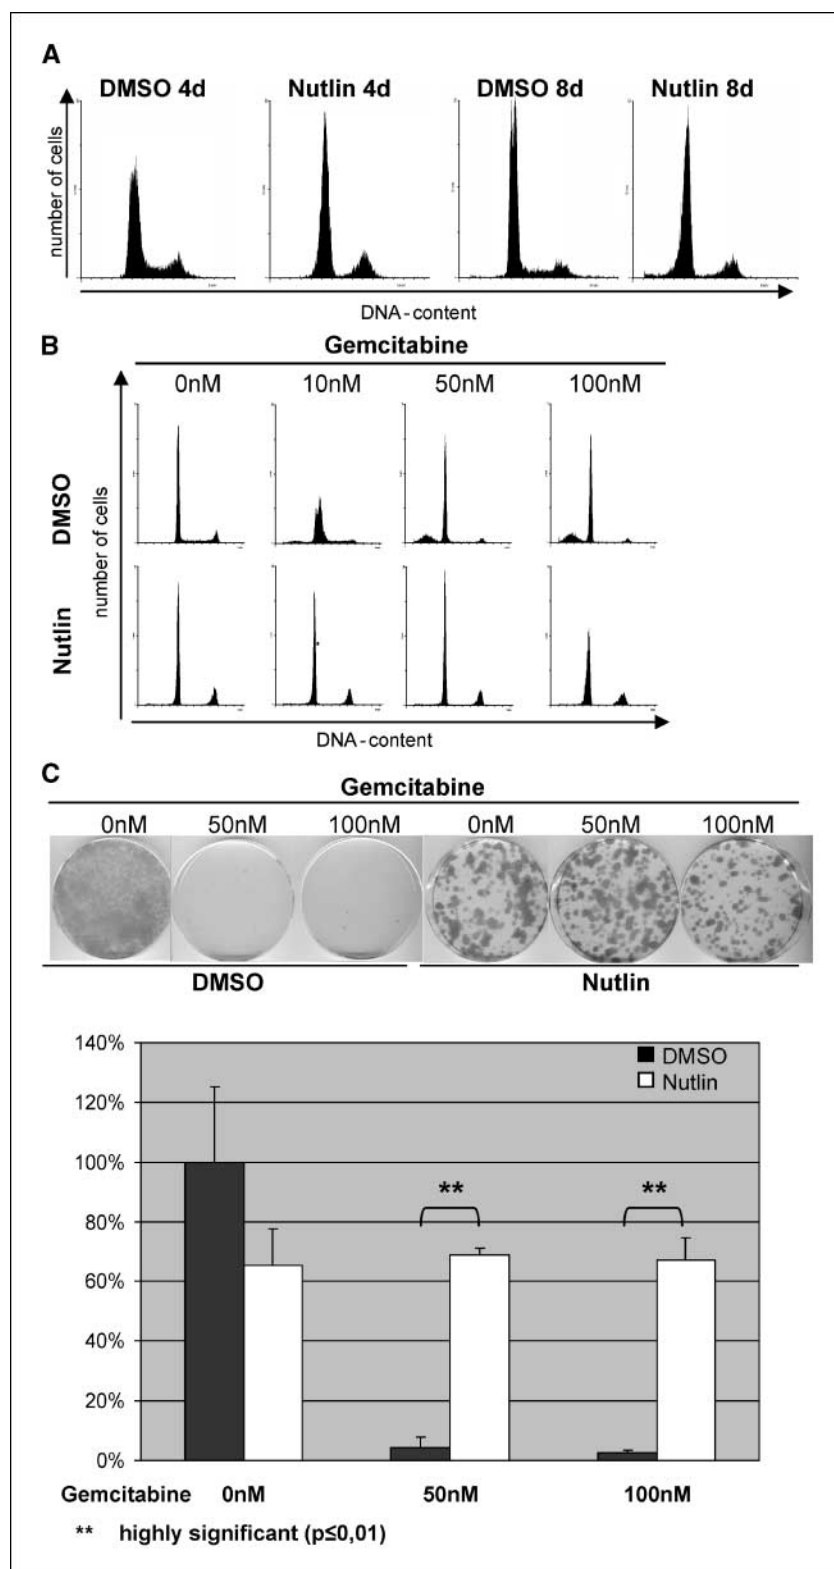 A
DMSO 4d Nutlin 4d DMSO 8d Nutlin 8d
number of cells
DNA-content
B
Gemcitabine
0nM 10nM 50nM 100nM
DMSO
Nutlin
number of cells
DNA-content
C
Gemcitabine
0nM 50nM 100nM 0nM 50nM 100nM
DMSO Nutlin
140%
120%
100%
80%
60%
40%
20%
0%
DMSO
Nutlin
** **
Gemcitabine 0nM 50nM 100nM
** highly significant (p≤0,01)